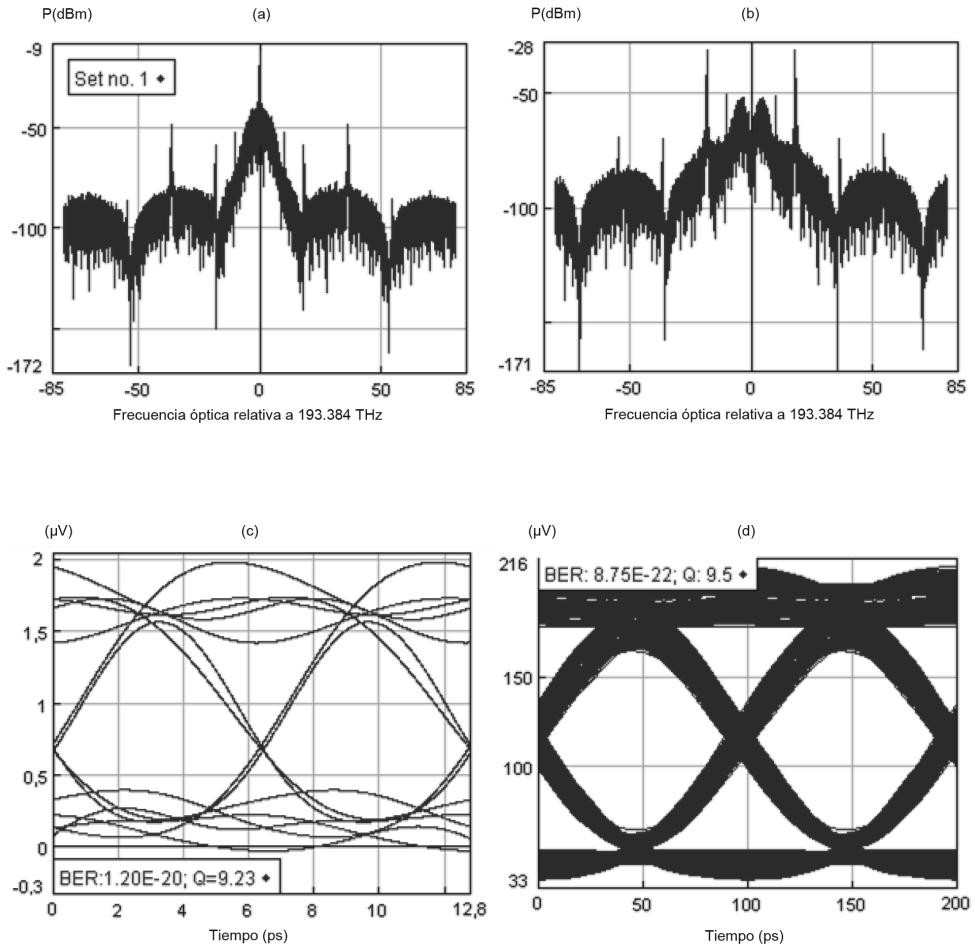 P(dBm) (a)
-9
Set no. 1
-50
-100
-172
-85 -50 0 50 85
Frecuencia óptica relativa a 193.384 THz
P(dBm) (b)
-28
-50
-100
-171
-85 -50 0 50 85
Frecuencia óptica relativa a 193.384 THz
(µV) (c)
2
1,5
1
0,5
0
-0,3
BER:1.20E-20; Q=9.23
0 2 4 6 8 10 12,8
Tiempo (ps)
(µV) (d)
216
BER: 8.75E-22; Q: 9.5
150
100
33
0 50 100 150 200
Tiempo (ps)